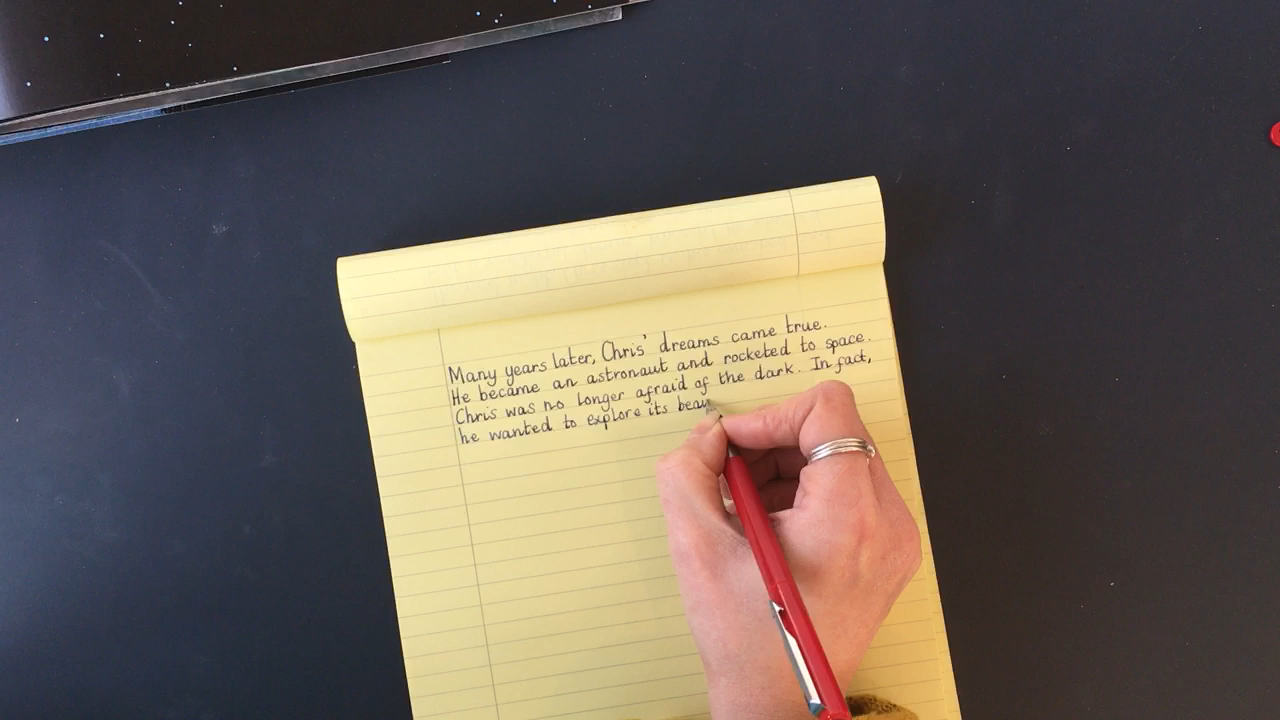 Many years later, Chris' dreams came true.
He became an astronaut and rocketed to space.
Chris was no longer afraid of the dark. In fact,
he wanted to explore its beau